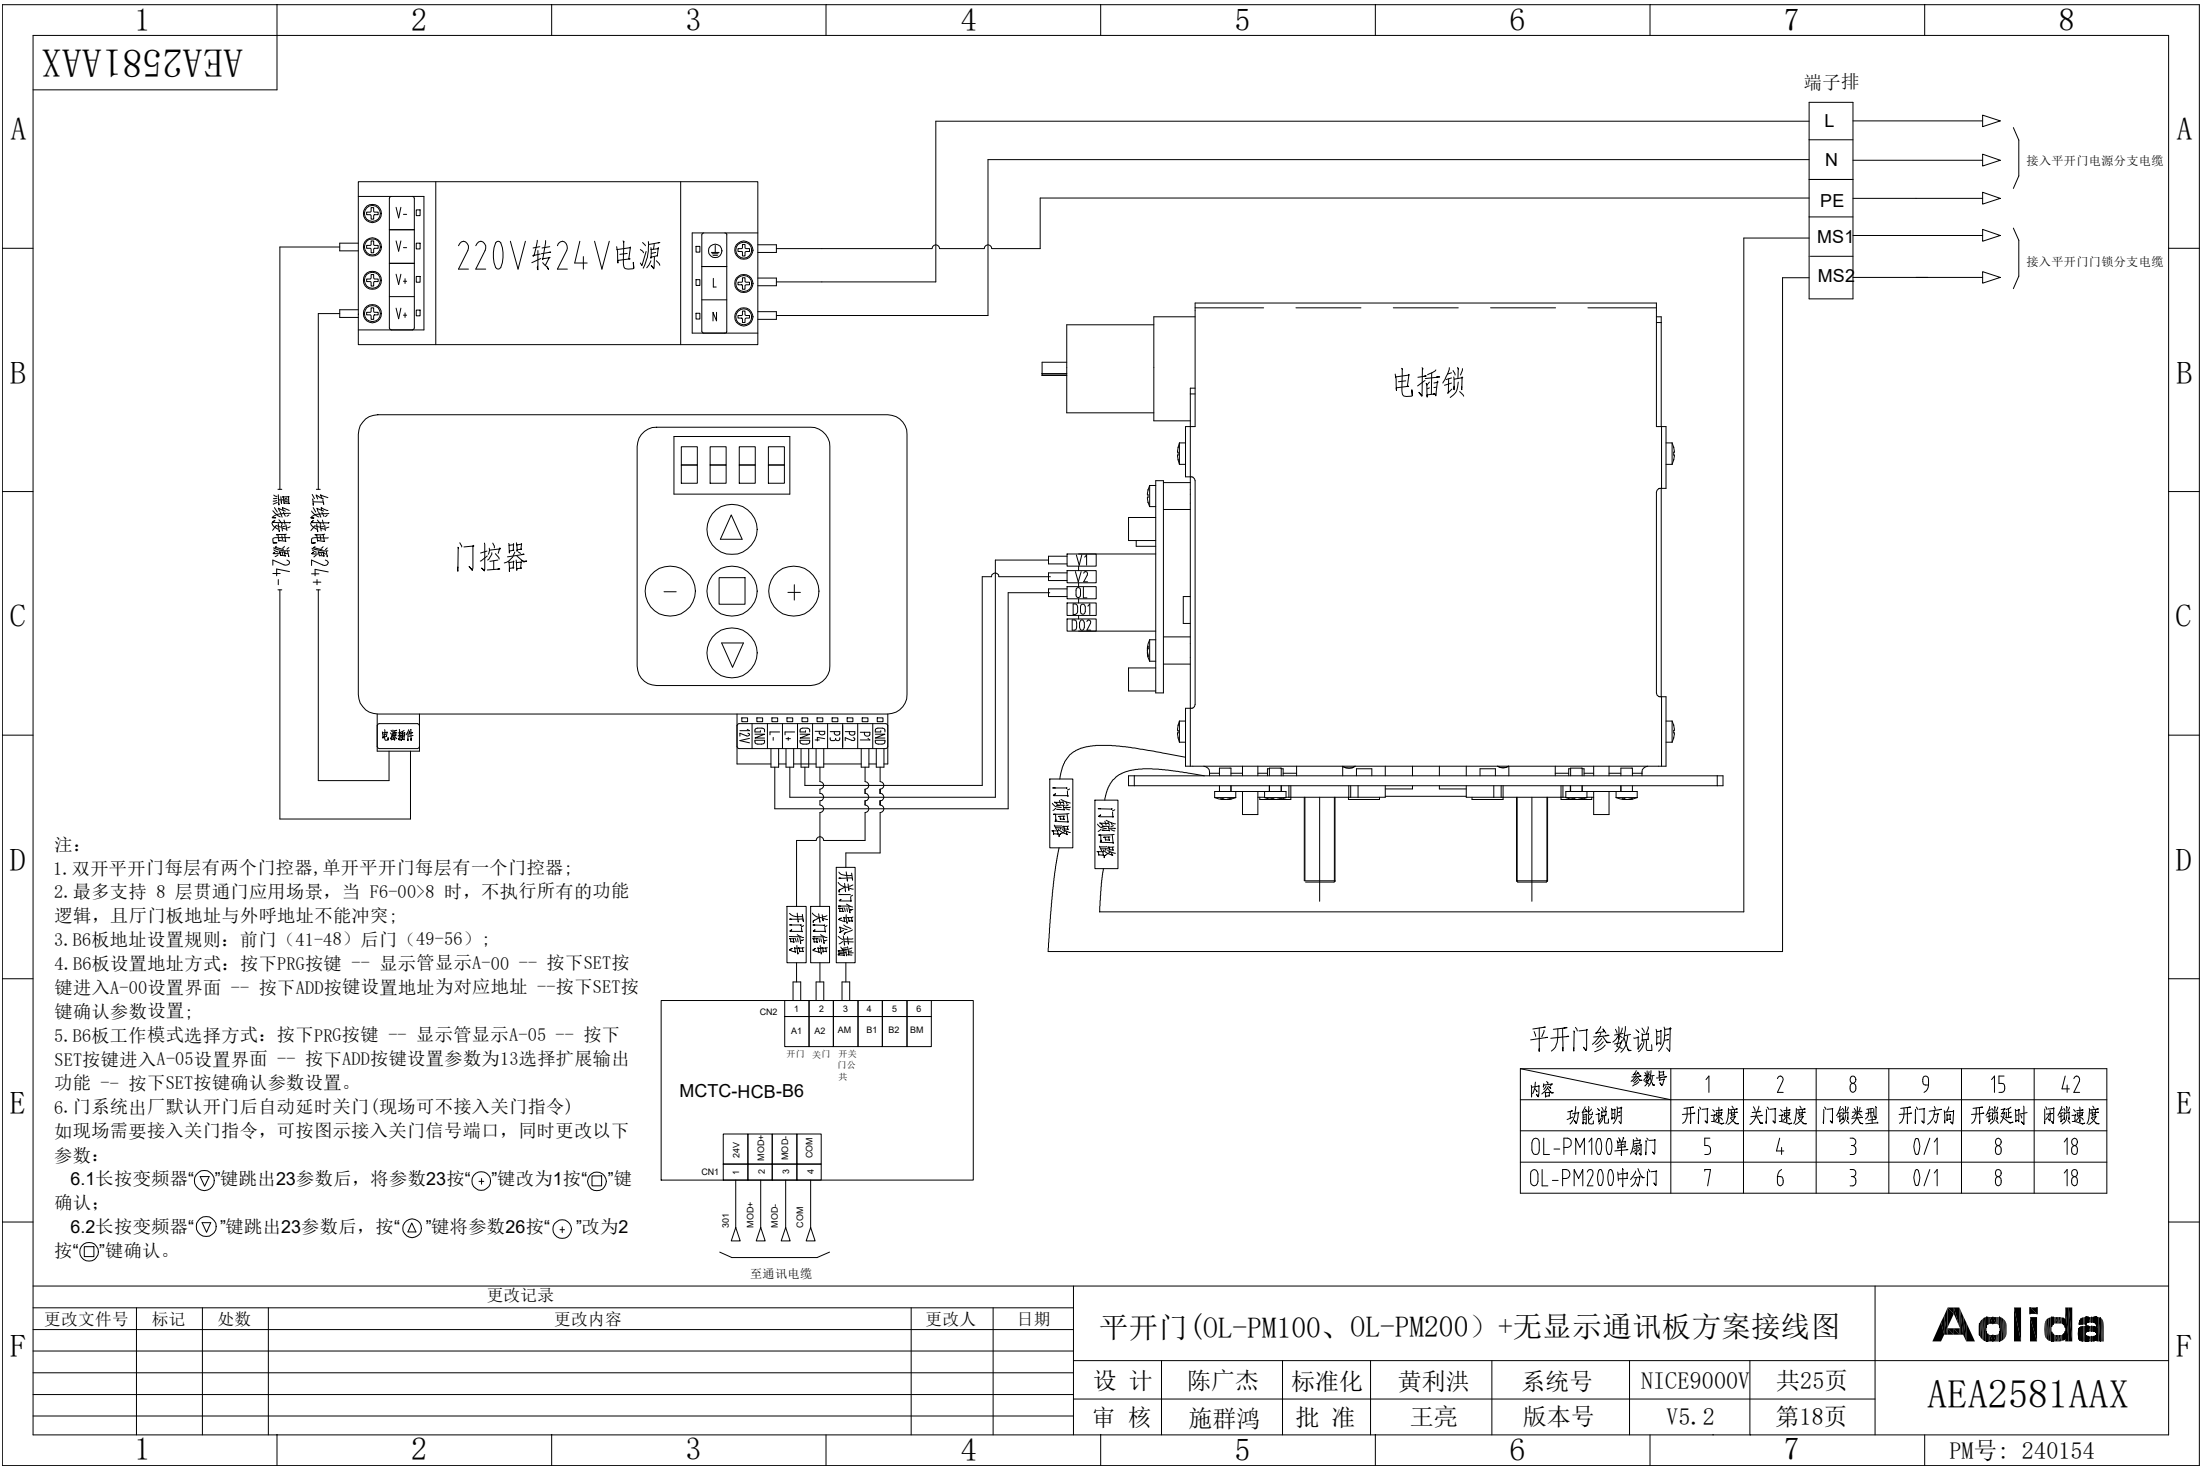 1 2 3 4 5 6 7 8
AEA2581AAX
A
A
B
B
C
C
D
D
E
E
F
F
端子排
L
N
PE
MS1
MS2
接入平开门电源分支电缆
接入平开门门锁分支电缆
V-
V-
V+
V+
220V转24V电源
L
N
黑线接电源24-
红线接电源24+
门控器
电源插件
12V GND L- L+ GND P4 P3 P2 P1 GND
电插锁
V1
V2
OL
DO1
DO2
门锁回路
门锁回路
开门信号
关门信号
开关门信号公共端
CN2 1 2 3 4 5 6
A1 A2 AM B1 B2 BM
开门 关门 开关
门公
共
MCTC-HCB-B6
24V MOD+ MOD- COM
CN1 1 2 3 4
301 MOD+ MOD- COM
至通讯电缆
注：
1.双开平开门每层有两个门控器,单开平开门每层有一个门控器;
2.最多支持 8 层贯通门应用场景，当 F6-00>8 时，不执行所有的功能
逻辑，且厅门板地址与外呼地址不能冲突;
3.B6板地址设置规则：前门（41-48）后门（49-56）;
4.B6板设置地址方式：按下PRG按键 -- 显示管显示A-00 -- 按下SET按
键进入A-00设置界面 -- 按下ADD按键设置地址为对应地址 --按下SET按
键确认参数设置;
5.B6板工作模式选择方式：按下PRG按键 -- 显示管显示A-05 -- 按下
SET按键进入A-05设置界面 -- 按下ADD按键设置参数为13选择扩展输出
功能 -- 按下SET按键确认参数设置。
6.门系统出厂默认开门后自动延时关门(现场可不接入关门指令)
如现场需要接入关门指令，可按图示接入关门信号端口，同时更改以下
参数：
6.1长按变频器“▽”键跳出23参数后，将参数23按“+”键改为1按“□”键
确认；
6.2长按变频器“▽”键跳出23参数后，按“△”键将参数26按“+”改为2
按“□”键确认。
平开门参数说明
内容 参数号 1 2 8 9 15 42
功能说明 开门速度 关门速度 门锁类型 开门方向 开锁延时 闭锁速度
OL-PM100单扇门 5 4 3 0/1 8 18
OL-PM200中分门 7 6 3 0/1 8 18
更改记录
更改文件号 标记 处数 更改内容 更改人 日期
平开门(OL-PM100、OL-PM200）+无显示通讯板方案接线图
设 计 陈广杰 标准化 黄利洪 系统号 NICE9000V 共25页
审 核 施群鸿 批 准 王亮 版本号 V5.2 第18页
Aolida
AEA2581AAX
1 2 3 4 5 6 7
PM号: 240154